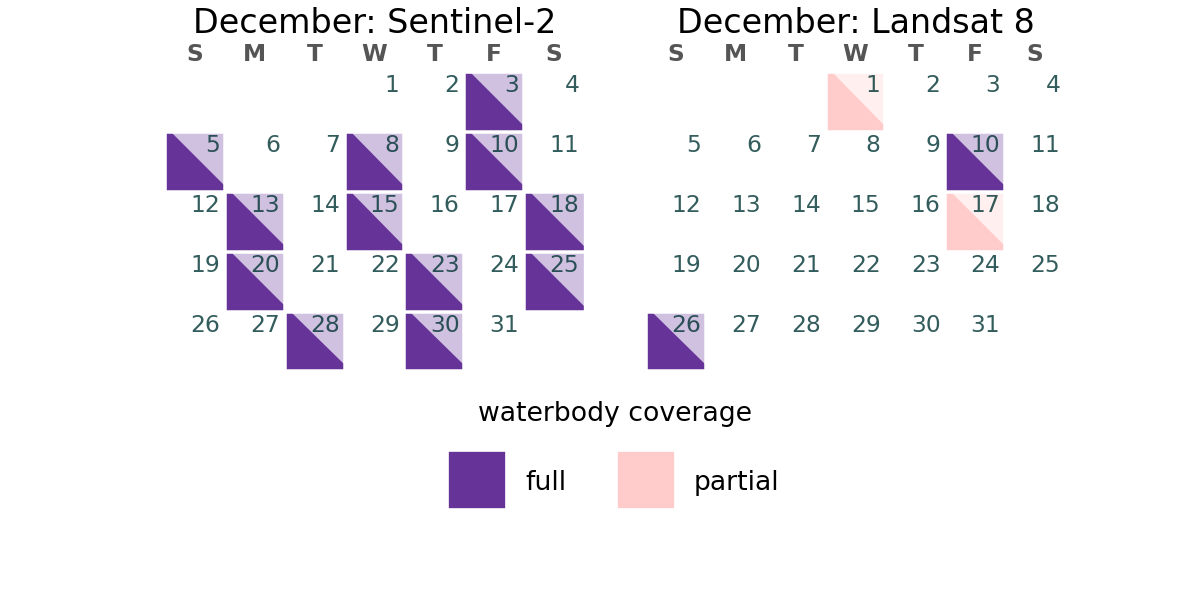 December: Sentinel-2
S M T W T F S
1 2 3 4
5 6 7 8 9 10 11
12 13 14 15 16 17 18
19 20 21 22 23 24 25
26 27 28 29 30 31
December: Landsat 8
S M T W T F S
1 2 3 4
5 6 7 8 9 10 11
12 13 14 15 16 17 18
19 20 21 22 23 24 25
26 27 28 29 30 31
waterbody coverage
full
partial